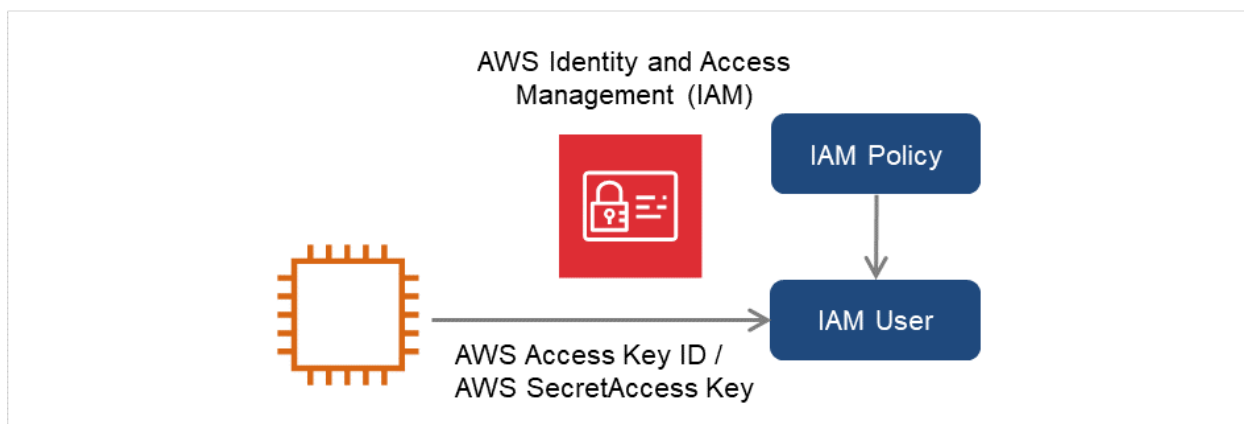 AWS Identity and Access
Management (IAM)
IAM Policy
IAM User
AWS Access Key ID /
AWS SecretAccess Key